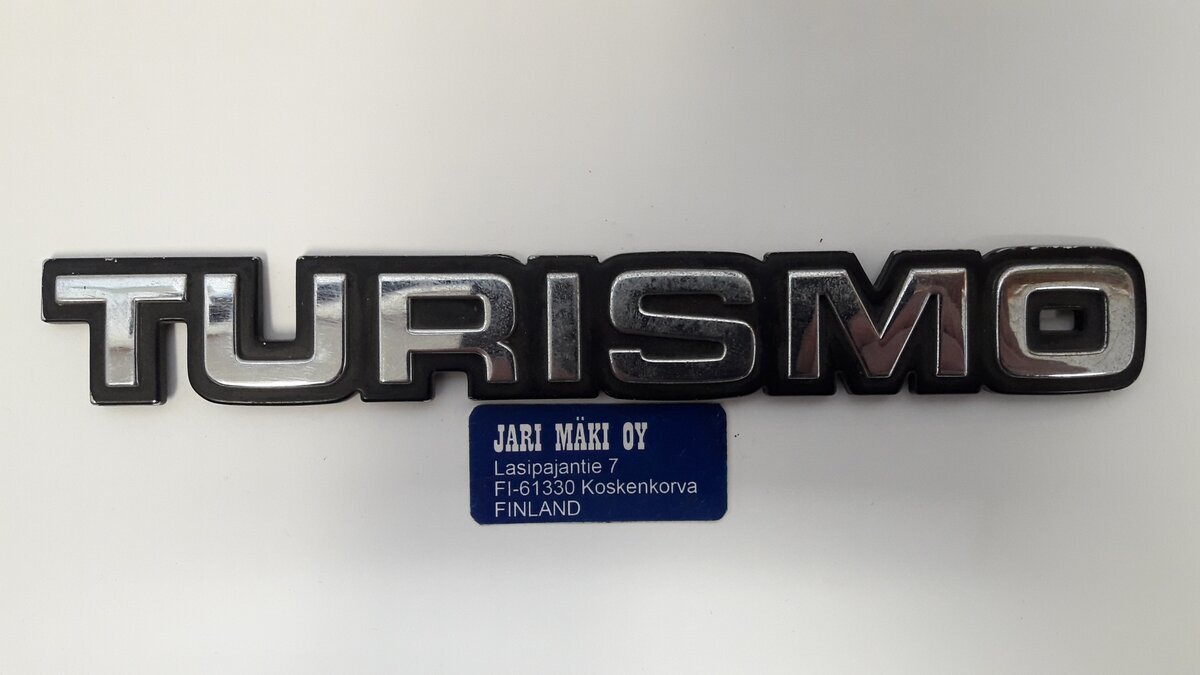 TURISMO
JARI MÄKI OY
Lasipajantie 7
FI-61330 Koskenkorva
FINLAND